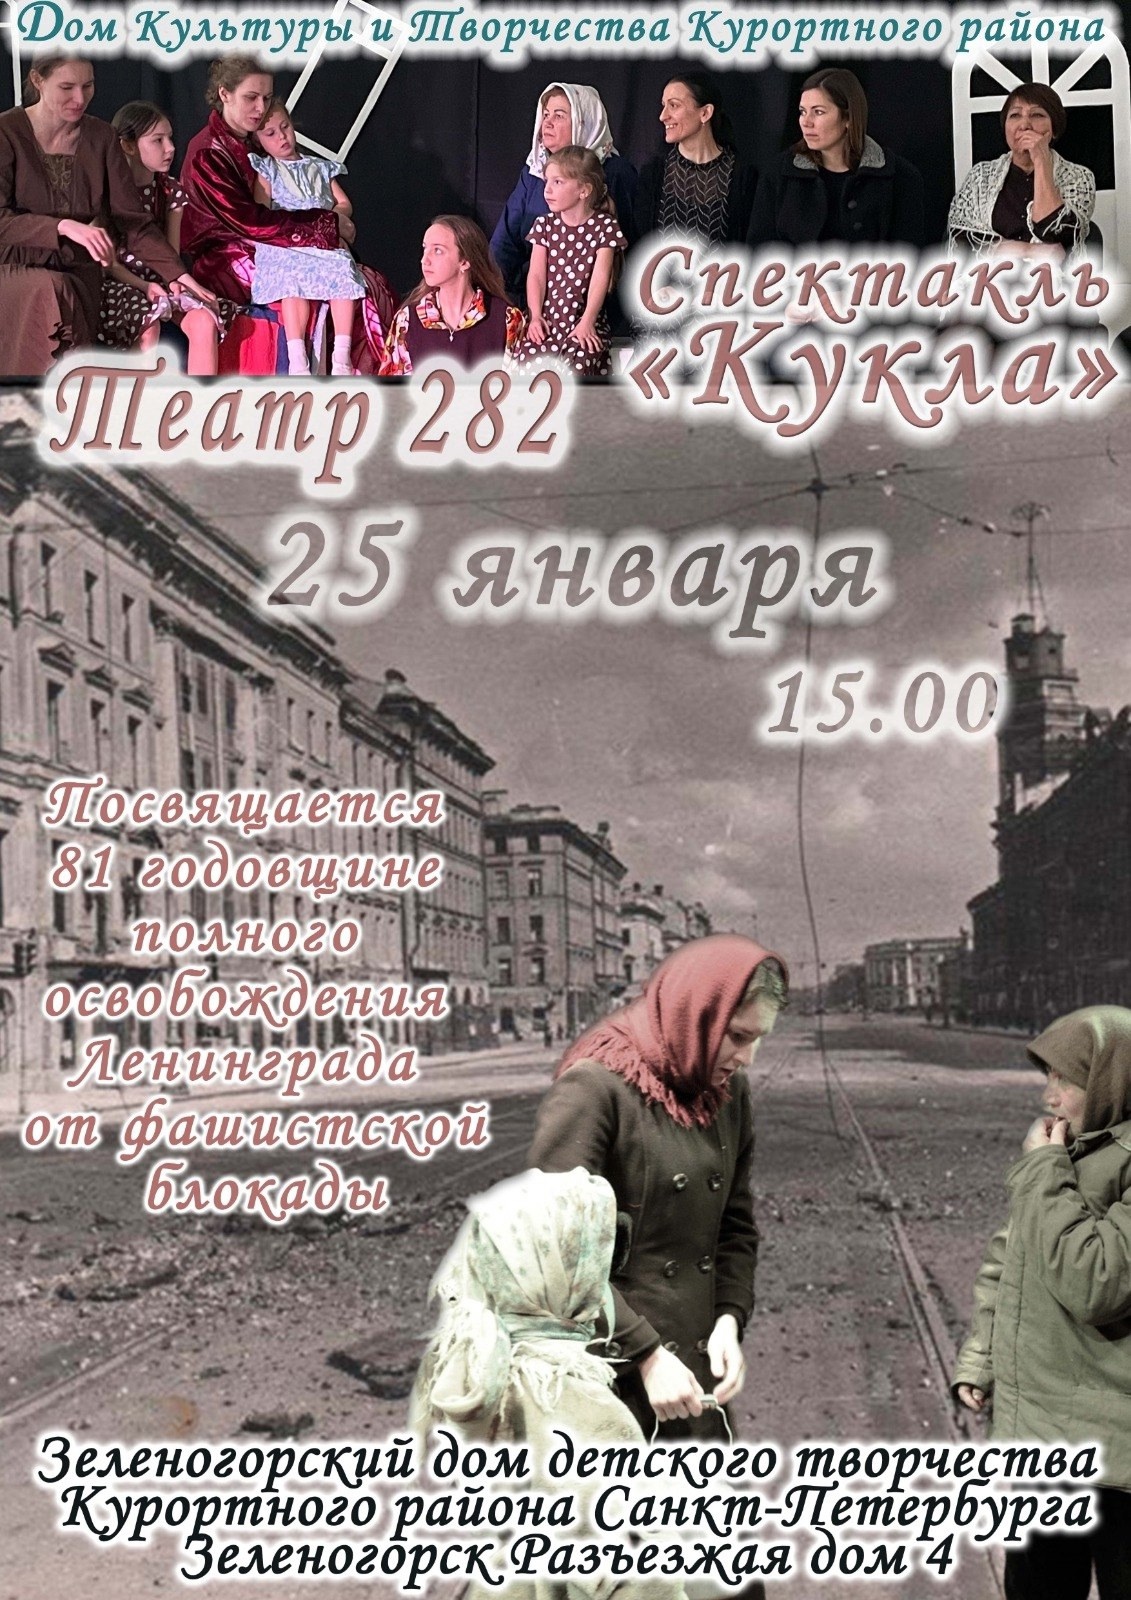 Дом Культуры и Творчества Курортного района
Спектакль
«Кукла»
Театр 282
25 января
15.00
Посвящается
81 годовщине
полного
освобождения
Ленинграда
от фашистской
блокады
Зеленогорский дом детского творчества
Курортного района Санкт-Петербурга
Зеленогорск Разъезжая дом 4